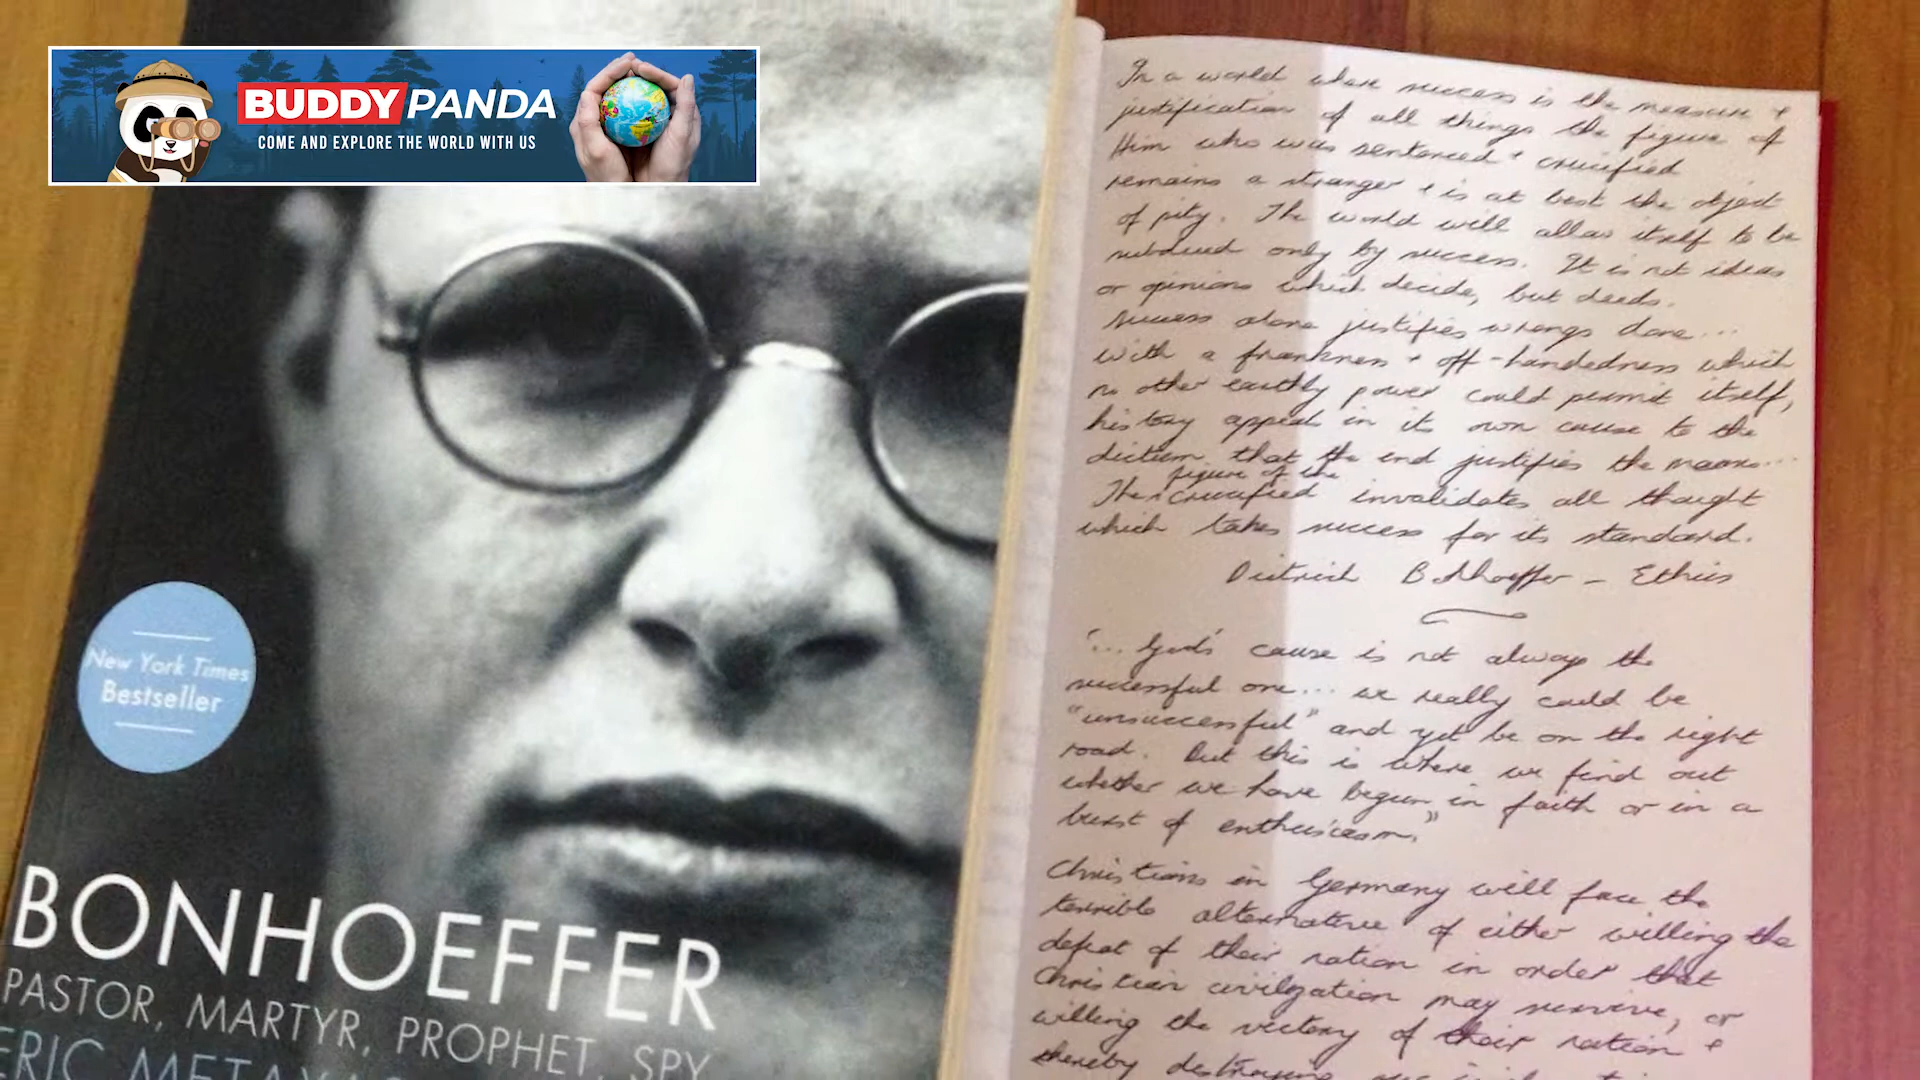 BUDDY PANDA
COME AND EXPLORE THE WORLD WITH US
New York Times
Bestseller
BONHOEFFER
PASTOR, MARTYR, PROPHET, SPY
ERIC METAXAS
In a world where success is the measure +
justification of all things the figure of
Him who was sentenced + crucified
remains a stranger + is at best the object
of pity. The world will allow itself to be
subdued only by success. It is not ideas
or opinions which decide, but deeds.
Success alone justifies wrongs done...
with a frankness + off-handedness which
no other earthly power could permit itself,
history appeals in its own cause to the
dictum that the end justifies the means...
figure of the
The crucified invalidates all thought
which takes success for its standard.
Dietrich Bonhoeffer - Ethics
'... God's cause is not always the
successful one... we really could be
"unsuccessful" and yet be on the right
road. But this is where we find out
whether we have begun in faith or in a
burst of enthusiasm."
Christians in Germany will face the
terrible alternative of either willing the
defeat of their nation in order that
Christian civilization may survive, or
willing the victory of their nation +
thereby destroying our